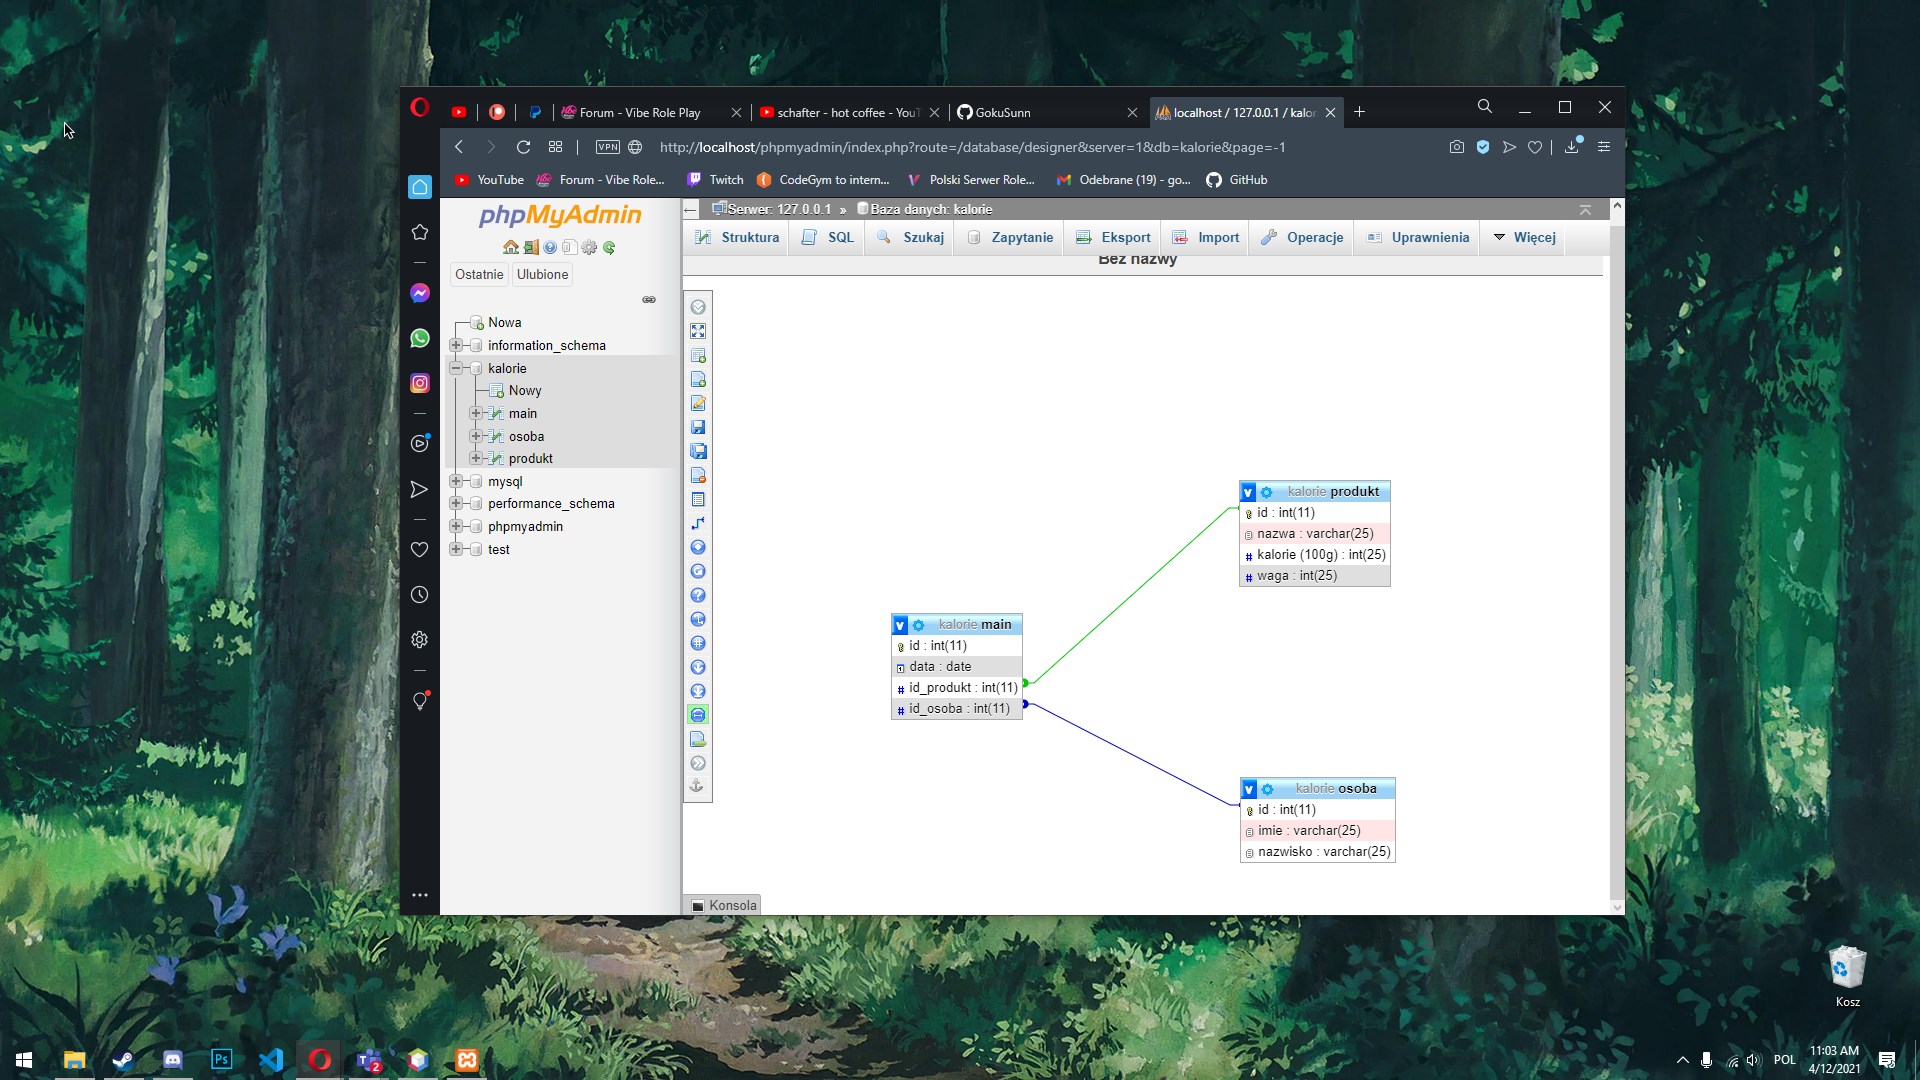 Forum - Vibe Role Play
schafter - hot coffee - YouT
GokuSunn
localhost / 127.0.0.1 / kalor
VPN
http://localhost/phpmyadmin/index.php?route=/database/designer&server=1&db=kalorie&page=-1
YouTube
Forum - Vibe Role...
Twitch
CodeGym to intern...
Polski Serwer Role...
Odebrane (19) - go...
GitHub
phpMyAdmin
Ostatnie
Ulubione
Nowa
information_schema
kalorie
Nowy
main
osoba
produkt
mysql
performance_schema
phpmyadmin
test
Serwer: 127.0.0.1 » Baza danych: kalorie
Struktura
SQL
Szukaj
Zapytanie
Eksport
Import
Operacje
Uprawnienia
Więcej
Bez nazwy
v kalorie produkt
id : int(11)
nazwa : varchar(25)
# kalorie (100g) : int(25)
# waga : int(25)
v kalorie main
id : int(11)
data : date
# id_produkt : int(11)
# id_osoba : int(11)
v kalorie osoba
id : int(11)
imie : varchar(25)
nazwisko : varchar(25)
Konsola
Kosz
Ps
T
2
POL
11:03 AM
4/12/2021